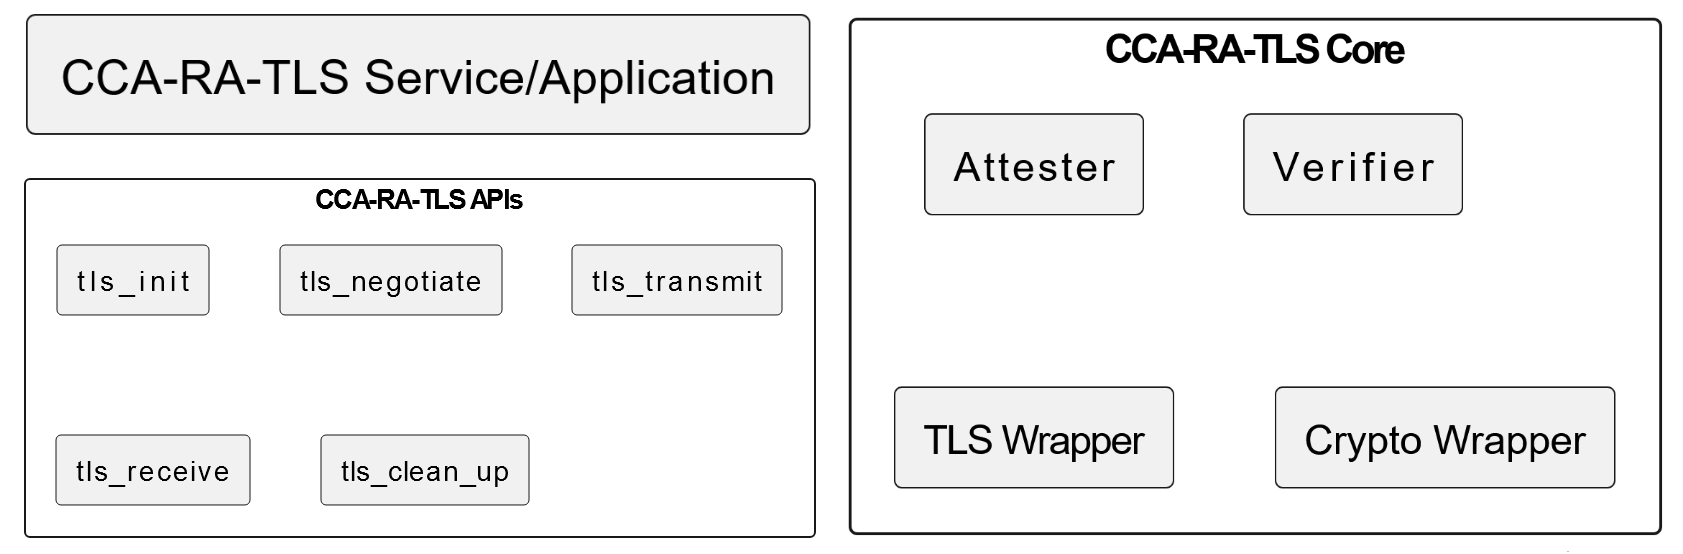 CCA-RA-TLS Service/Application
CCA-RA-TLS APIs
tls_init
tls_negotiate
tls_transmit
tls_receive
tls_clean_up
CCA-RA-TLS Core
Attester
Verifier
TLS Wrapper
Crypto Wrapper